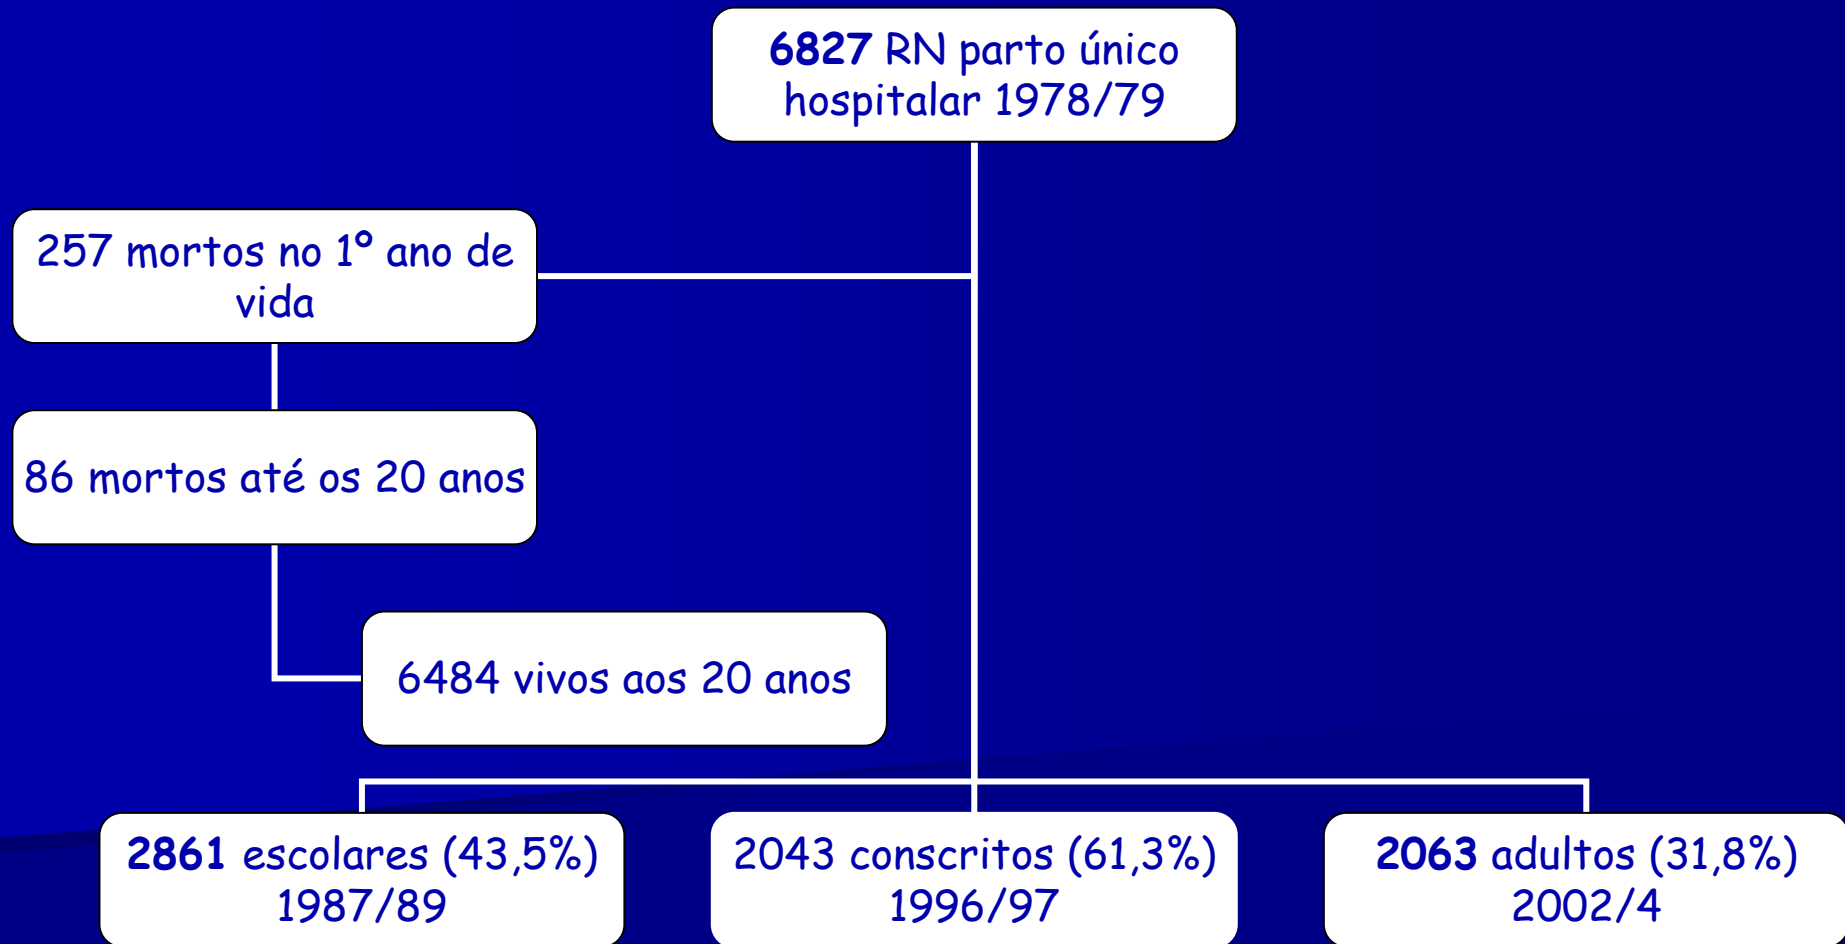 6827 RN parto único
hospitalar 1978/79
257 mortos no 1º ano de
vida
86 mortos até os 20 anos
6484 vivos aos 20 anos
2861 escolares (43,5%)
1987/89
2043 conscritos (61,3%)
1996/97
2063 adultos (31,8%)
2002/4